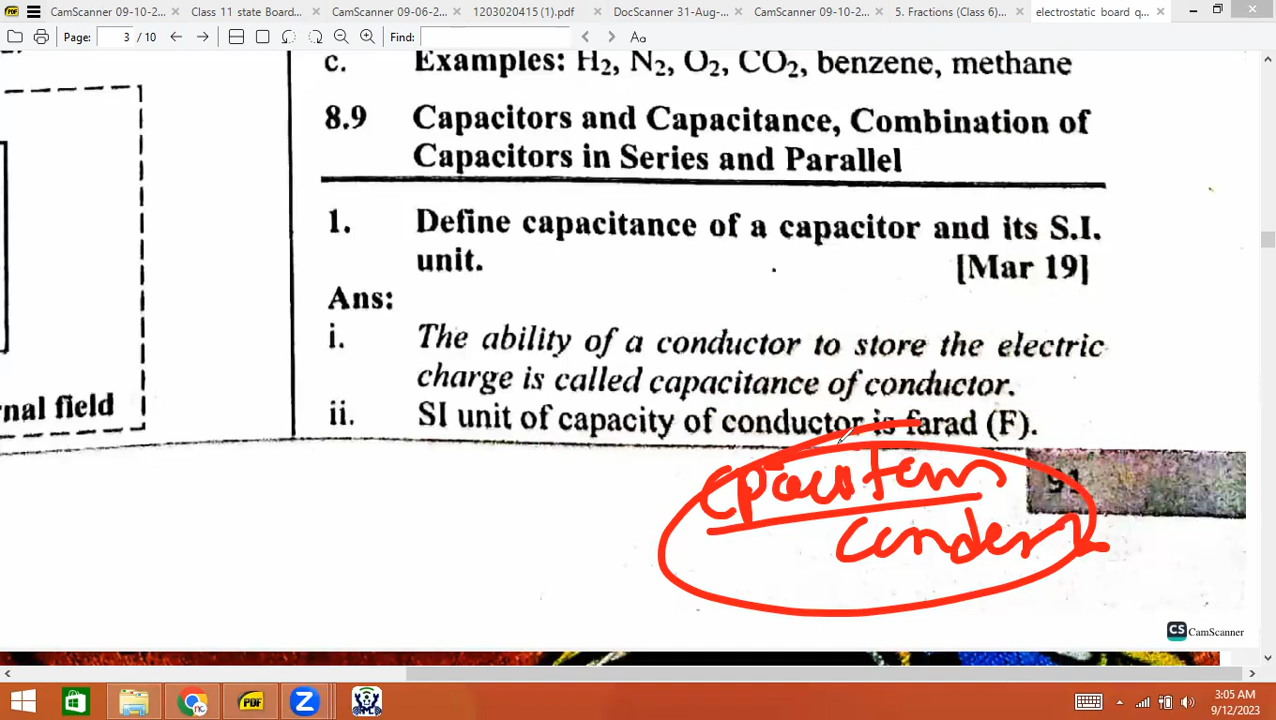 CamScanner 09-10-2...
Class 11 state Board...
CamScanner 09-06-2...
1203020415 (1).pdf
DocScanner 31-Aug-...
CamScanner 09-10-2...
5. Fractions (Class 6)...
electrostatic board q...
Page: 3 / 10
Find:
Aa
c. Examples: H₂, N₂, O₂, CO₂, benzene, methane
8.9 Capacitors and Capacitance, Combination of
Capacitors in Series and Parallel
1. Define capacitance of a capacitor and its S.I.
unit. [Mar 19]
Ans:
i. The ability of a conductor to store the electric
charge is called capacitance of conductor.
nal field
ii. SI unit of capacity of conductor is farad (F).
CS CamScanner
PDF
3:05 AM
9/12/2023